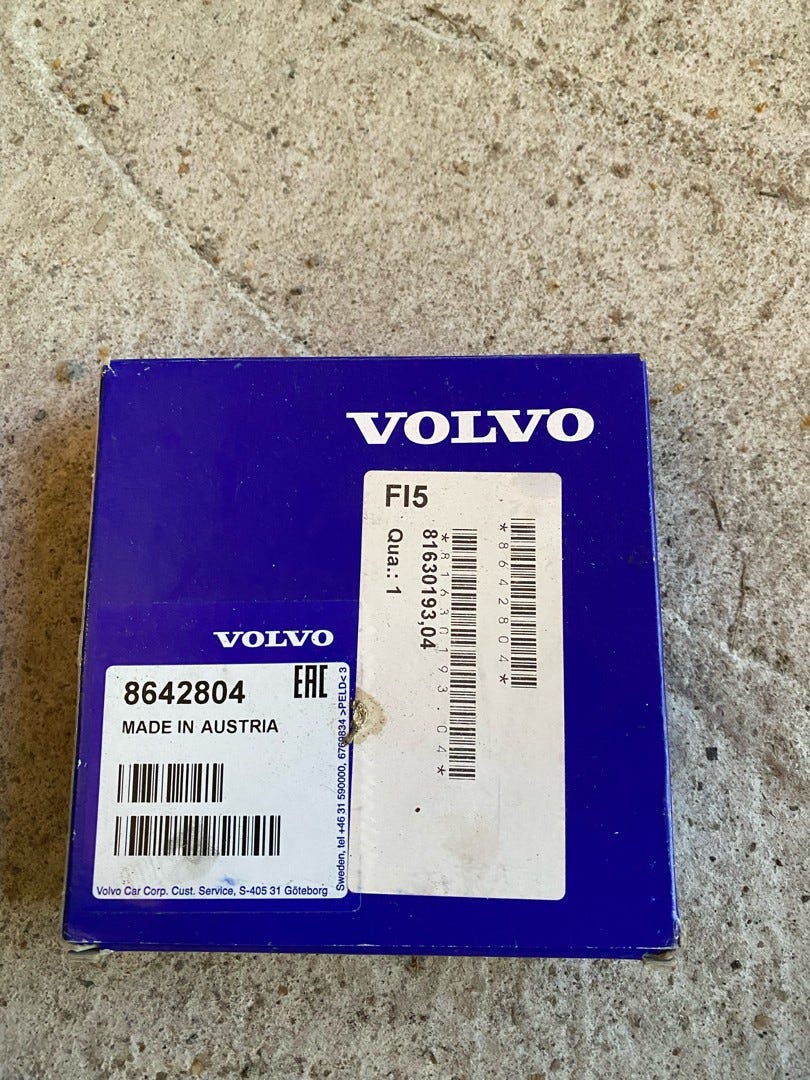 VOLVO
FI5
*8642804*
*81630193.04*
81630193,04
Qua.: 1
VOLVO
8642804
EAC
MADE IN AUSTRIA
Volvo Car Corp. Cust. Service, S-405 31 Göteborg
Sweden, tel +46 31 590000, 6769834 >PELD< 3